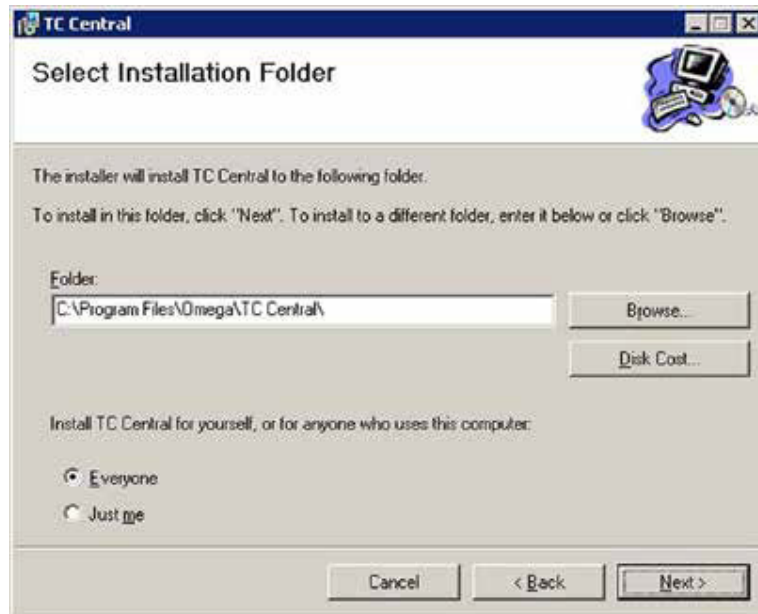 TC Central
Select Installation Folder
The installer will install TC Central to the following folder.
To install in this folder, click "Next". To install to a different folder, enter it below or click "Browse".
Folder:
C:\Program Files\Omega\TC Central\
Browse...
Disk Cost...
Install TC Central for yourself, or for anyone who uses this computer:
Everyone
Just me
Cancel
< Back
Next >